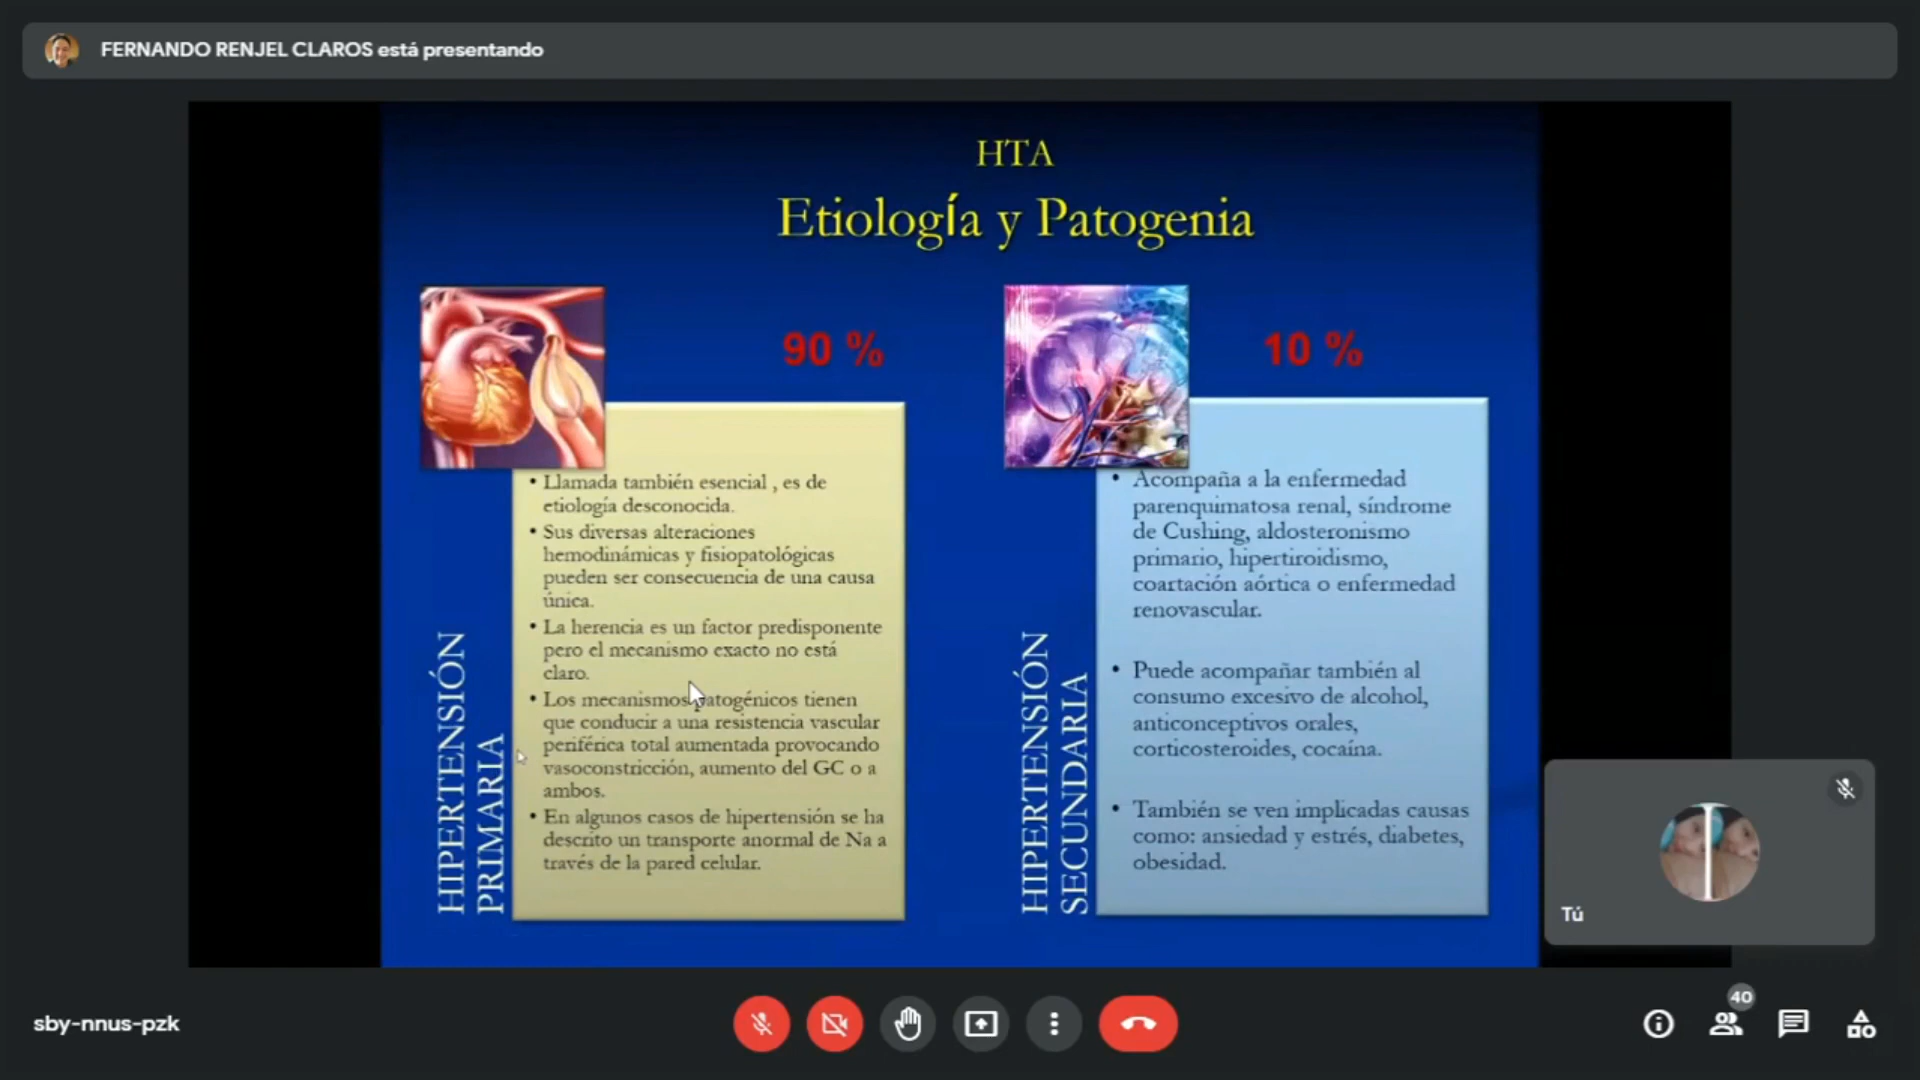 FERNANDO RENJEL CLAROS está presentando
HTA
Etiología y Patogenia
90 %
10 %
HIPERTENSIÓN
PRIMARIA
• Llamada también esencial , es de
etiología desconocida.
• Sus diversas alteraciones
hemodinámicas y fisiopatológicas
pueden ser consecuencia de una causa
única.
• La herencia es un factor predisponente
pero el mecanismo exacto no está
claro.
• Los mecanismos patogénicos tienen
que conducir a una resistencia vascular
periférica total aumentada provocando
vasoconstricción, aumento del GC o a
ambos.
• En algunos casos de hipertensión se ha
descrito un transporte anormal de Na a
través de la pared celular.
HIPERTENSIÓN
SECUNDARIA
• Acompaña a la enfermedad
parenquimatosa renal, síndrome
de Cushing, aldosteronismo
primario, hipertiroidismo,
coartación aórtica o enfermedad
renovascular.
• Puede acompañar también al
consumo excesivo de alcohol,
anticonceptivos orales,
corticosteroides, cocaína.
• También se ven implicadas causas
como: ansiedad y estrés, diabetes,
obesidad.
Tú
sby-nnus-pzk
40